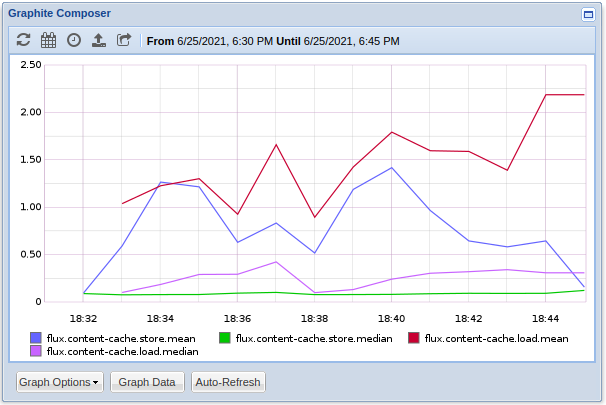 Graphite Composer
From 6/25/2021, 6:30 PM Until 6/25/2021, 6:45 PM
2.50
2.00
1.50
1.00
0.50
0
18:32 18:34 18:36 18:38 18:40 18:42 18:44
flux.content-cache.store.mean flux.content-cache.store.median flux.content-cache.load.mean
flux.content-cache.load.median
Graph Options Graph Data Auto-Refresh